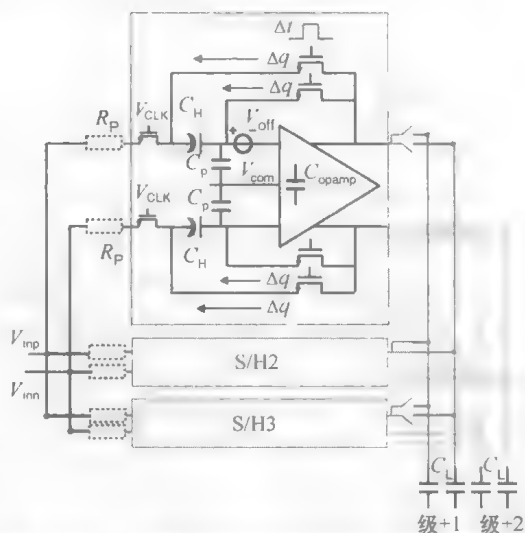 Δt
Δq
Δq
R_P
V_CLK
C_H
+
V_off
C_p
V_com
C_opamp
V_CLK
C_p
R_P
C_H
Δq
Δq
V_inp
V_inn
S/H2
S/H3
C_L
C_L
级+1
级+2